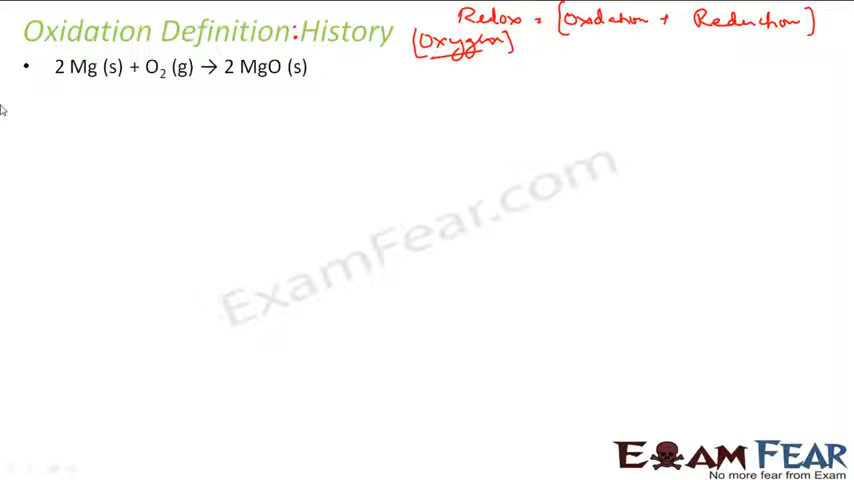 Redox = [Oxidation + Reduction]
Oxidation Definition:History
[Oxygen]
• 2 Mg (s) + O₂ (g) → 2 MgO (s)
ExamFear.com
EXAM FEAR
No more fear from Exam